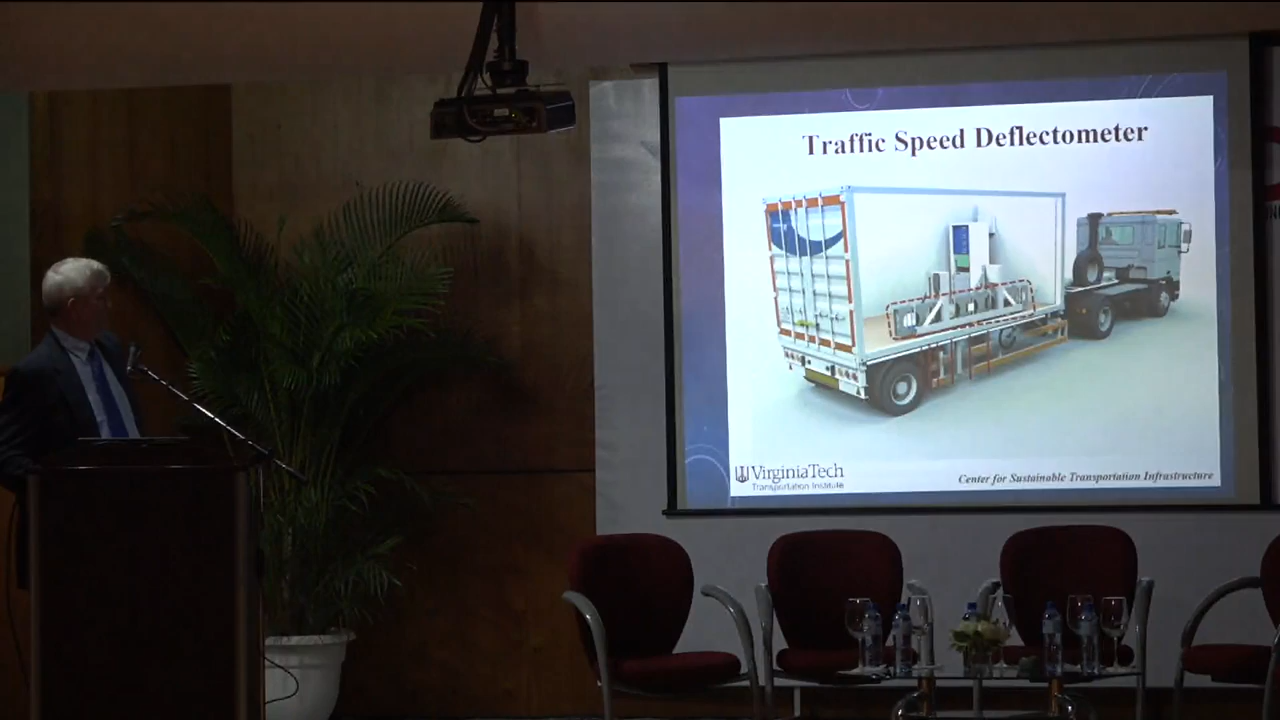 Traffic Speed Deflectometer
VirginiaTech
Transportation Institute
Center for Sustainable Transportation Infrastructure